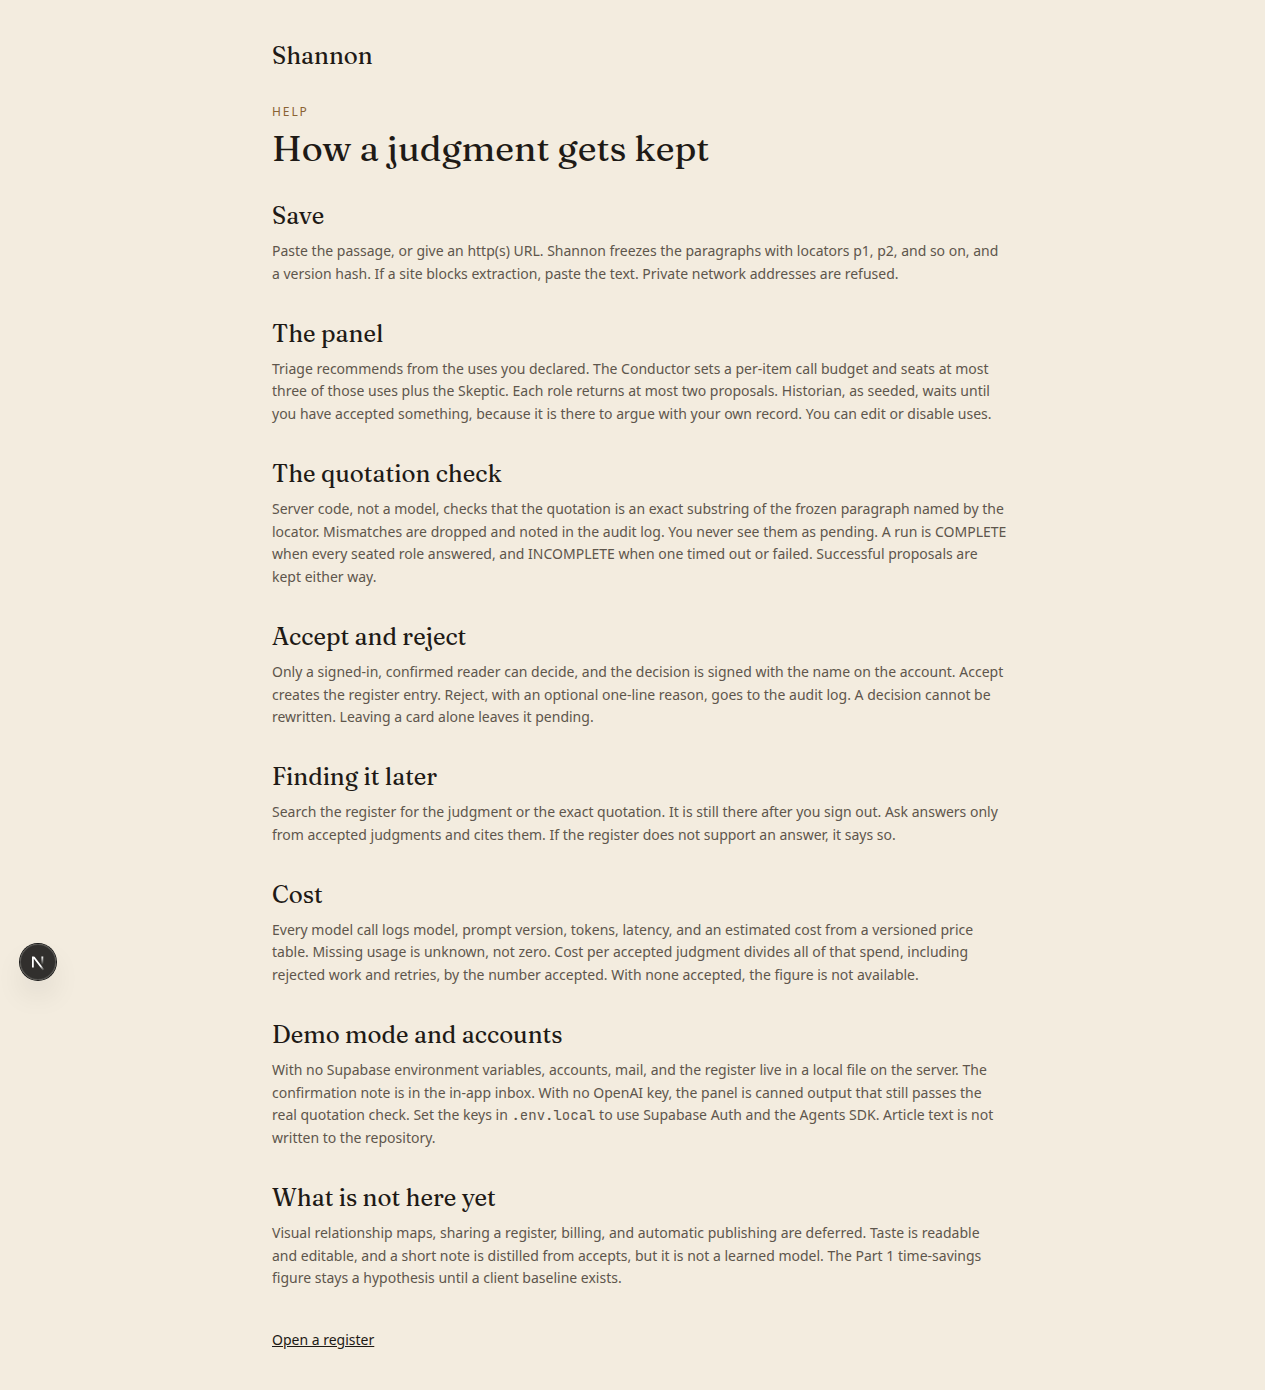 Shannon
HELP
How a judgment gets kept
Save
Paste the passage, or give an http(s) URL. Shannon freezes the paragraphs with locators p1, p2, and so on, and
a version hash. If a site blocks extraction, paste the text. Private network addresses are refused.
The panel
Triage recommends from the uses you declared. The Conductor sets a per-item call budget and seats at most
three of those uses plus the Skeptic. Each role returns at most two proposals. Historian, as seeded, waits until
you have accepted something, because it is there to argue with your own record. You can edit or disable uses.
The quotation check
Server code, not a model, checks that the quotation is an exact substring of the frozen paragraph named by the
locator. Mismatches are dropped and noted in the audit log. You never see them as pending. A run is COMPLETE
when every seated role answered, and INCOMPLETE when one timed out or failed. Successful proposals are
kept either way.
Accept and reject
Only a signed-in, confirmed reader can decide, and the decision is signed with the name on the account. Accept
creates the register entry. Reject, with an optional one-line reason, goes to the audit log. A decision cannot be
rewritten. Leaving a card alone leaves it pending.
Finding it later
Search the register for the judgment or the exact quotation. It is still there after you sign out. Ask answers only
from accepted judgments and cites them. If the register does not support an answer, it says so.
Cost
Every model call logs model, prompt version, tokens, latency, and an estimated cost from a versioned price
table. Missing usage is unknown, not zero. Cost per accepted judgment divides all of that spend, including
rejected work and retries, by the number accepted. With none accepted, the figure is not available.
N
Demo mode and accounts
With no Supabase environment variables, accounts, mail, and the register live in a local file on the server. The
confirmation note is in the in-app inbox. With no OpenAI key, the panel is canned output that still passes the
real quotation check. Set the keys in .env.local to use Supabase Auth and the Agents SDK. Article text is not
written to the repository.
What is not here yet
Visual relationship maps, sharing a register, billing, and automatic publishing are deferred. Taste is readable
and editable, and a short note is distilled from accepts, but it is not a learned model. The Part 1 time-savings
figure stays a hypothesis until a client baseline exists.
Open a register